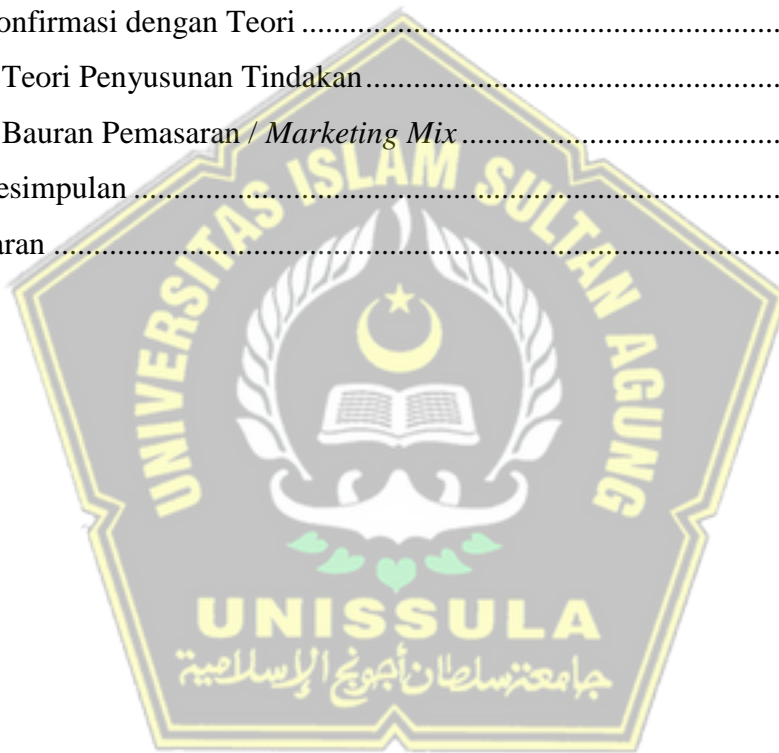 onfirmasi dengan Teori ........................................................
Teori Penyusunan Tindakan..................................................
Bauran Pemasaran / Marketing Mix ......................................
esimpulan ..............................................................................
aran ........................................................................................
UNIVERSITAS ISLAM SULTAN AGUNG
UNISSULA
جامعة سلطان أجونج الإسلامية